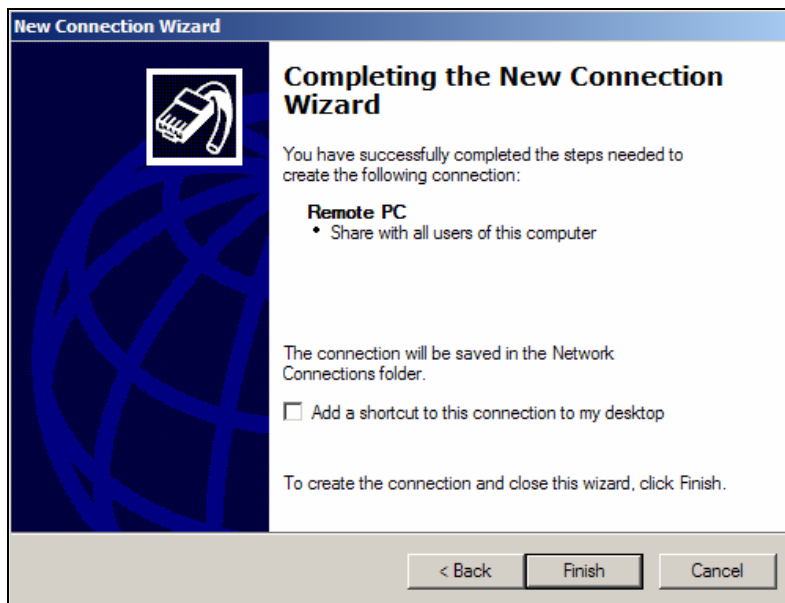 New Connection Wizard
Completing the New Connection
Wizard
You have successfully completed the steps needed to
create the following connection:
Remote PC
• Share with all users of this computer
The connection will be saved in the Network
Connections folder.
Add a shortcut to this connection to my desktop
To create the connection and close this wizard, click Finish.
< Back Finish Cancel